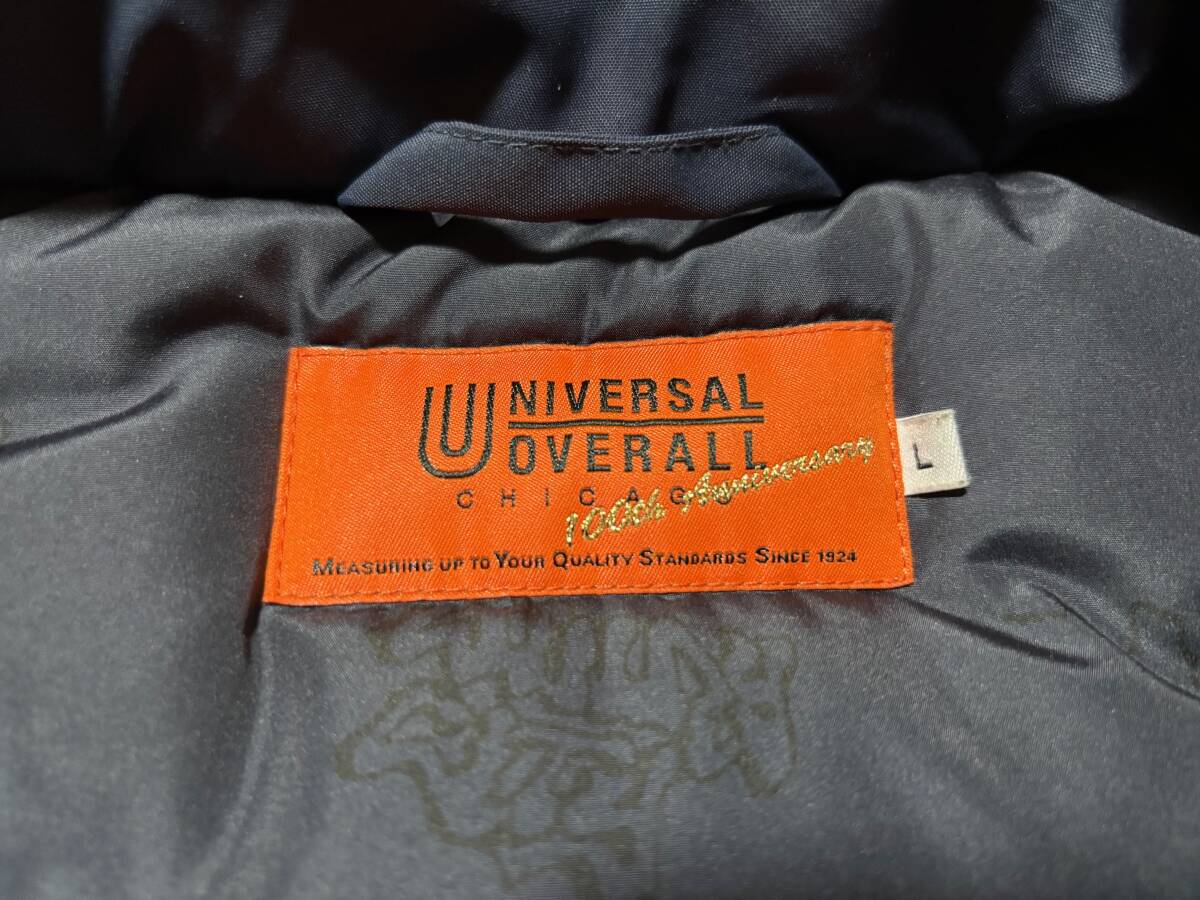 UNIVERSAL
OVERALL
CHICAGO
100th Anniversary
MEASURING UP TO YOUR QUALITY STANDARDS SINCE 1924
L